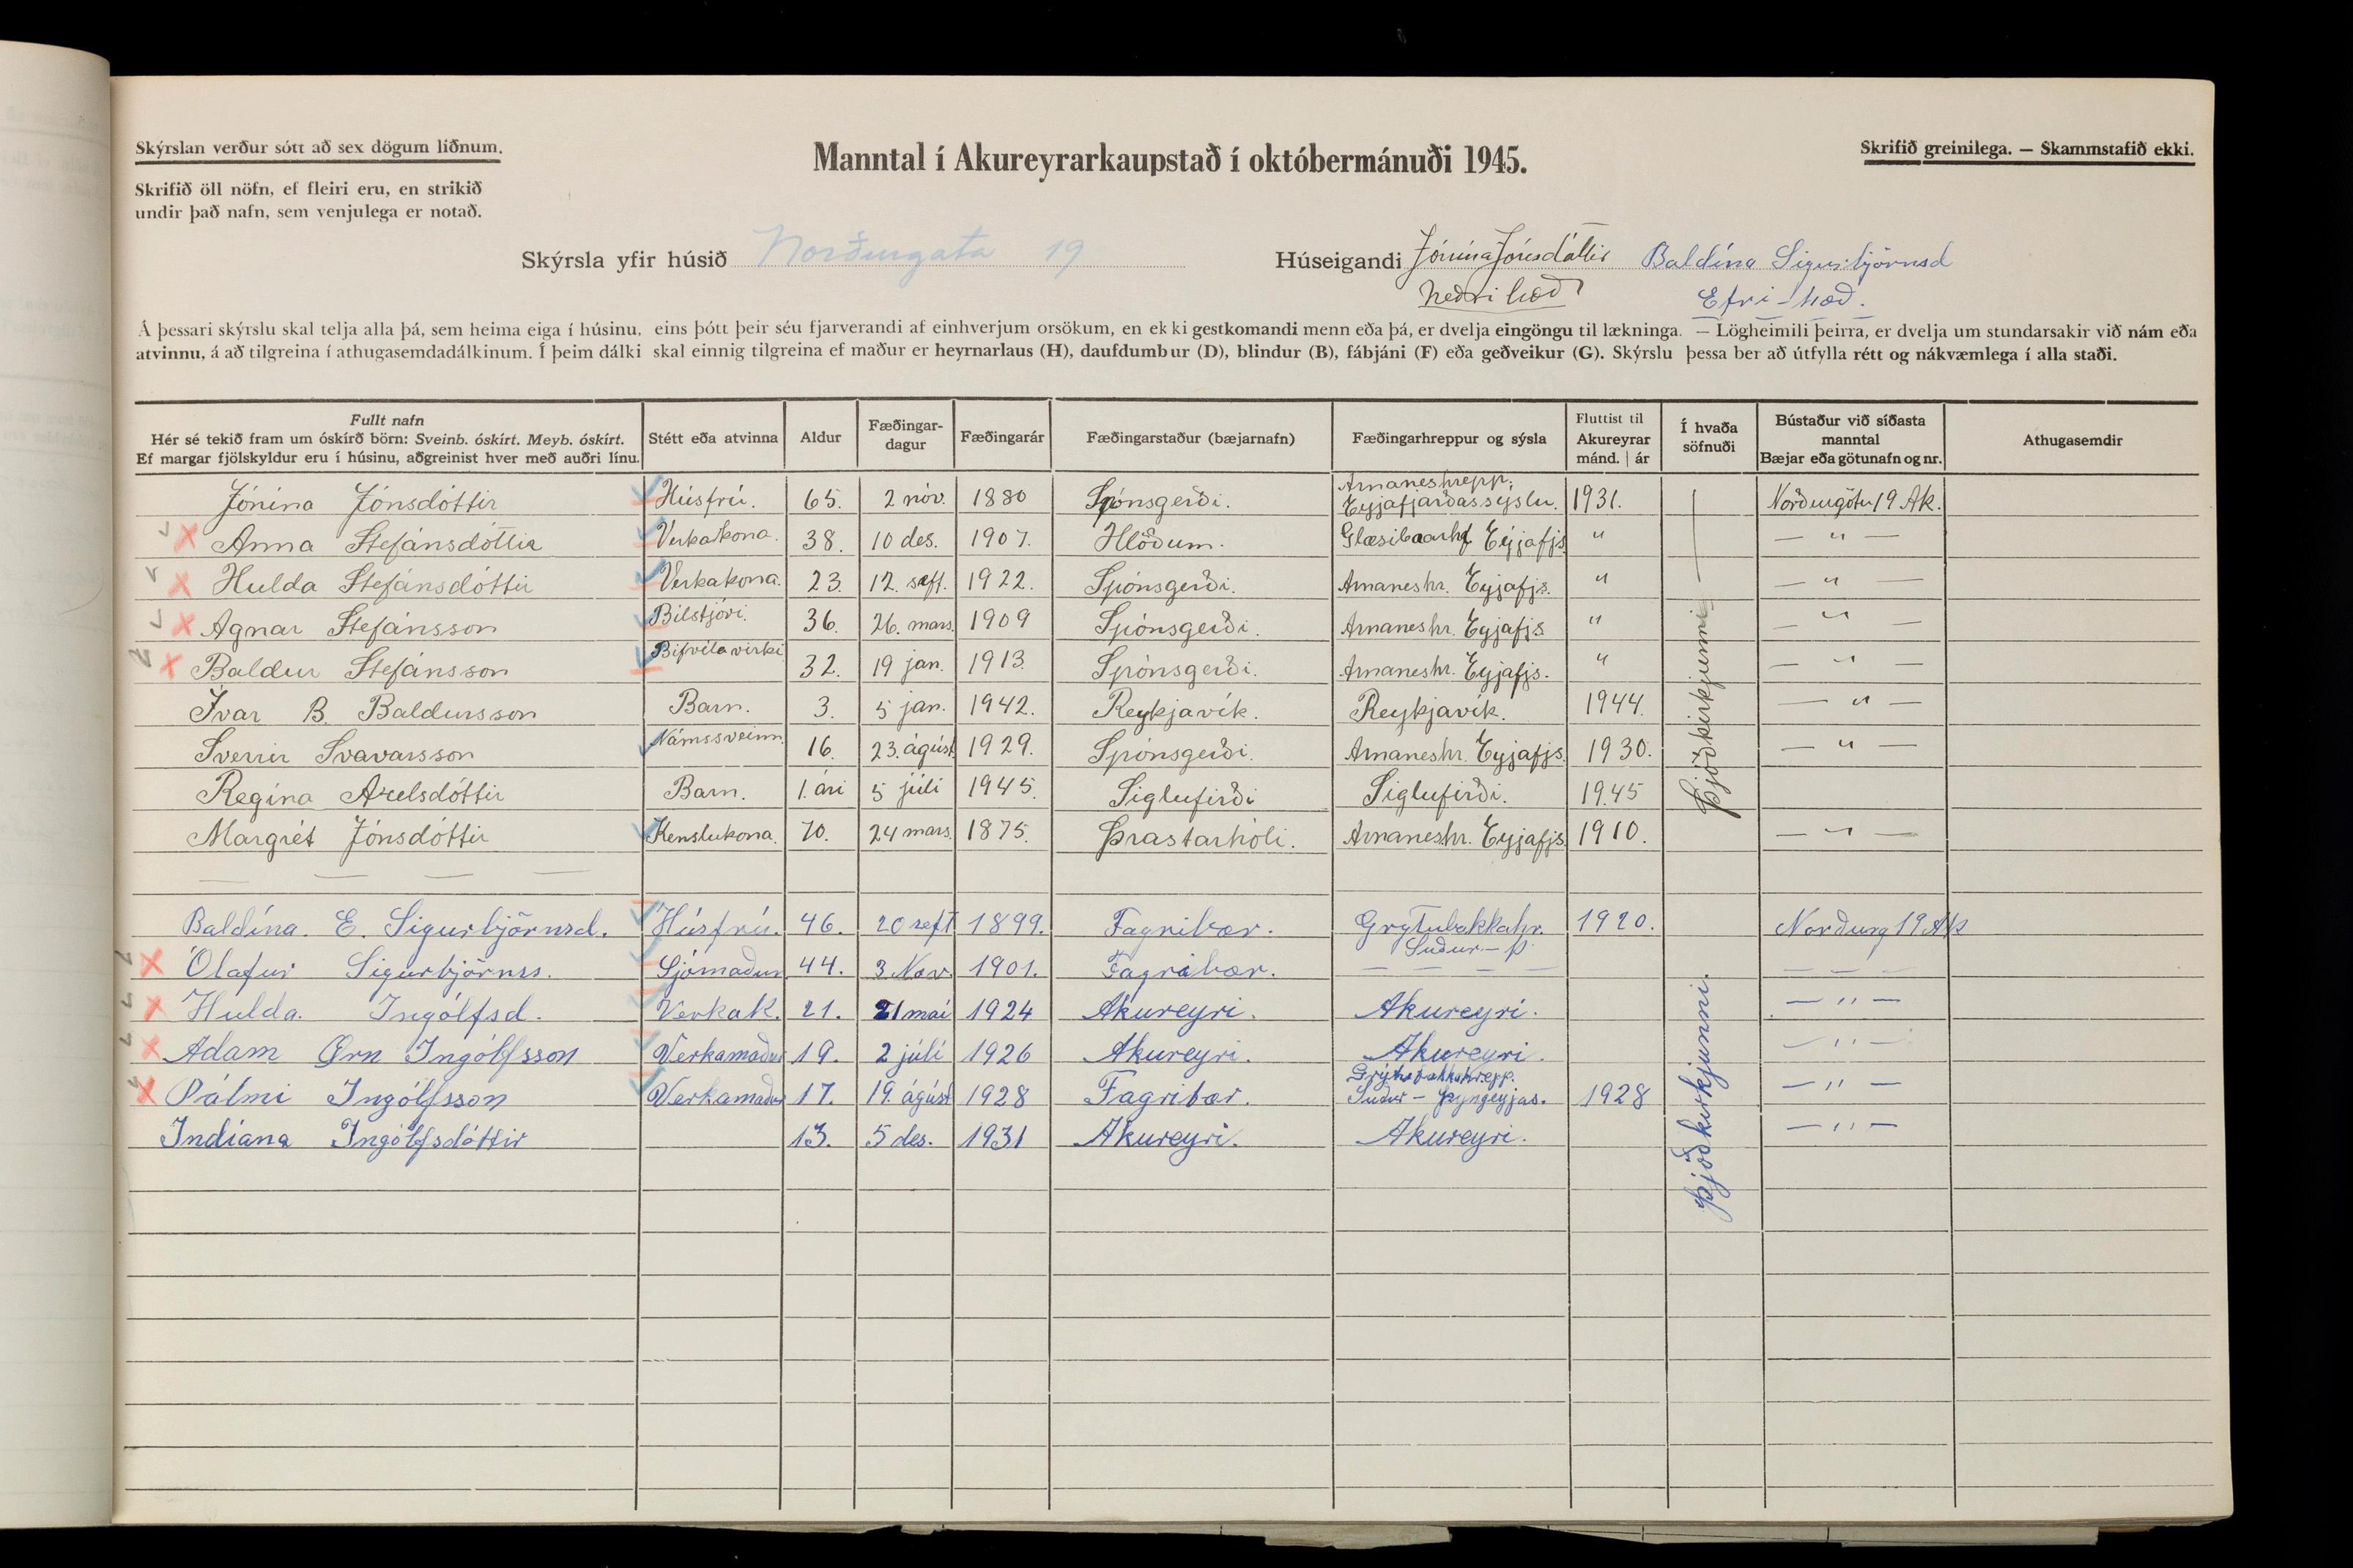 Skýrslan verður sótt að sex dögum liðnum.
Skrifið öll nöfn, ef fleiri eru, en strikið
undir það nafn, sem venjulega er notað.
Manntal í Akureyrarkaupstað í októbermánuði 1945.
Skrifið greinilega. — Skammstafið ekki.
Skýrsla yfir húsið Norðurgata 19 Húseigandi Jónína Jónsdóttir Baldína Sigurbjörnsd
Neðri hæð Efri-hæð.
Á þessari skýrslu skal telja alla þá, sem heima eiga í húsinu, eins þótt þeir séu fjarverandi af einhverjum orsökum, en ekki gestkomandi menn eða þá, er dvelja eingöngu til lækninga. — Lögheimili þeirra, er dvelja um stundarsakir við nám eða
atvinnu, á að tilgreina í athugasemdadálkinum. Í þeim dálki skal einnig tilgreina ef maður er heyrnarlaus (H), daufdumbur (D), blindur (B), fábjáni (F) eða geðveikur (G). Skýrslu þessa ber að útfylla rétt og nákvæmlega í alla staði.
Fullt nafn
Hér sé tekið fram um óskírð börn: Sveinb. óskírt. Meyb. óskírt.
Ef margar fjölskyldur eru í húsinu, aðgreinist hver með auðri línu.
Stétt eða atvinna
Aldur
Fæðingar-
dagur
Fæðingarár
Fæðingarstaður (bæjarnafn)
Fæðingarhreppur og sýsla
Fluttist til
Akureyrar
mánd. | ár
Í hvaða
söfnuði
Bústaður við síðasta
manntal
Bæjar eða götunafn og nr.
Athugasemdir
Jónína Jónsdóttir Húsfrú. 65. 2 nóv. 1880 Spónsgerði. Arnaneshrepp, Eyjafjarðassýslu. 1931. Norðurgötu 19 Ak.
Anna Stefánsdóttir Verkakona. 38. 10 des. 1907. Hlöðum. Glæsibæarh Eyjafjs " — " —
Hulda Stefánsdóttir Verkakona. 23. 12. sept. 1922. Spónsgerði. Arnaneshr. Eyjafjs. " — " —
Agnar Stefánsson Bílstjóri. 36. 26. mars. 1909 Spónsgerði. Arnaneshr. Eyjafjs " — " —
Baldur Stefánsson Bifvélavirki 32. 19 jan. 1913. Spónsgerði. Arnaneshr. Eyjafjs. " — " —
Ívar B. Baldursson Barn. 3. 5 jan. 1942. Reykjavík. Reykjavík. 1944. — " —
Sverrir Svavarsson Námssveinn. 16. 23. ágúst 1929. Spónsgerði. Arnaneshr. Eyjafjs. 1930. — " —
Regína Axelsdóttir Barn. 1. ári 5 júlí 1945. Siglufirði Siglufirði. 1945
Margrét Jónsdóttir Kenslukona. 70. 24 mars. 1875. Þrastarhóli. Arnaneshr. Eyjafjs. 1910. — " —
Þjóðkirkjunni
— — — —
Baldína. E. Sigurbjörnsd. Húsfrú. 46. 20 sept 1899. Fagribær. Grýtubakkahr. Suður-þ. 1920. Norðurg 19 Ak
Ólafur Sigurbjörnss. Sjómaður 44. 3 Nov. 1901. Fagribær. — — — — — — —
Hulda. Ingólfsd. Verkak. 21. 21 maí 1924 Akureyri. Akureyri. — " —
Adam Örn Ingólfsson Verkamaður 19. 2 júlí 1926 Akureyri. Akureyri. — " —
Pálmi Ingólfsson Verkamaður 17. 19. ágúst 1928 Fagribær. Grýtubakkahrepp. Suður - Þyngeyjas. 1928 — " —
Indíana Ingólfsdóttir 13. 5 des. 1931 Akureyri. Akureyri. — " —
Þjóðkirkjunni.